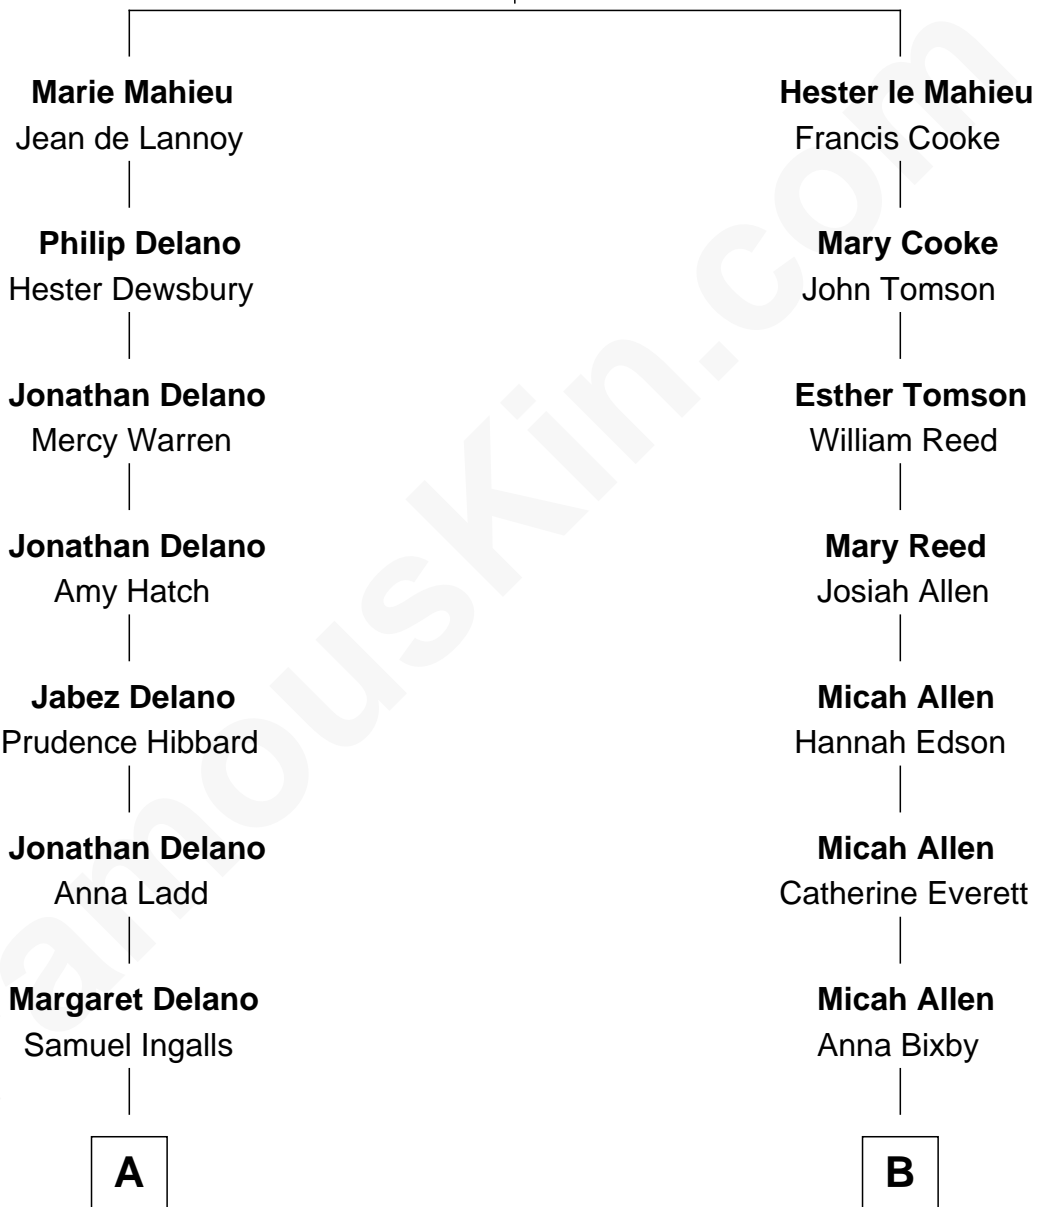 Marie Mahieu
Jean de Lannoy
Philip Delano
Hester Dewsbury
Jonathan Delano
Mercy Warren
Jonathan Delano
Amy Hatch
Jabez Delano
Prudence Hibbard
Jonathan Delano
Anna Ladd
Margaret Delano
Samuel Ingalls
A
Hester le Mahieu
Francis Cooke
Mary Cooke
John Tomson
Esther Tomson
William Reed
Mary Reed
Josiah Allen
Micah Allen
Hannah Edson
Micah Allen
Catherine Everett
Micah Allen
Anna Bixby
B
amousKin.com